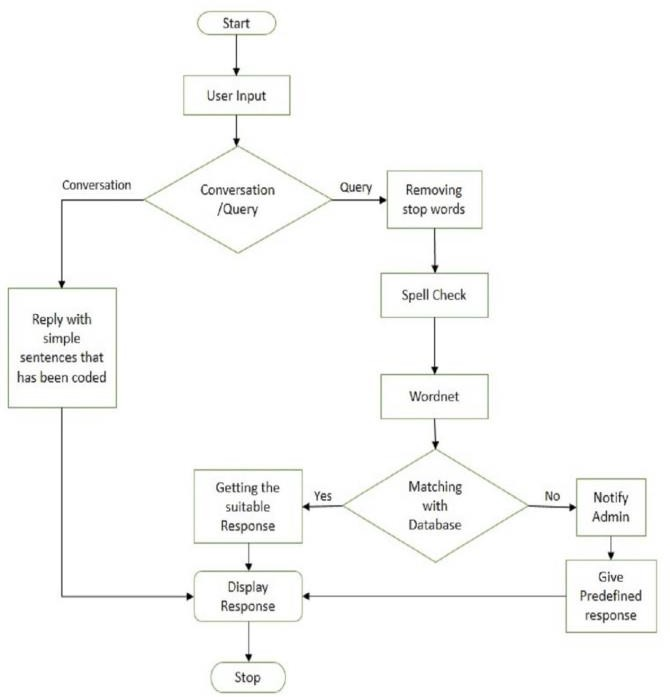 Start
User Input
Conversation
/Query
Conversation
Query
Removing
stop words
Spell Check
Wordnet
Reply with
simple
sentences that
has been coded
Matching
with
Database
Yes
No
Getting the
suitable
Response
Notify
Admin
Give
Predefined
response
Display
Response
Stop